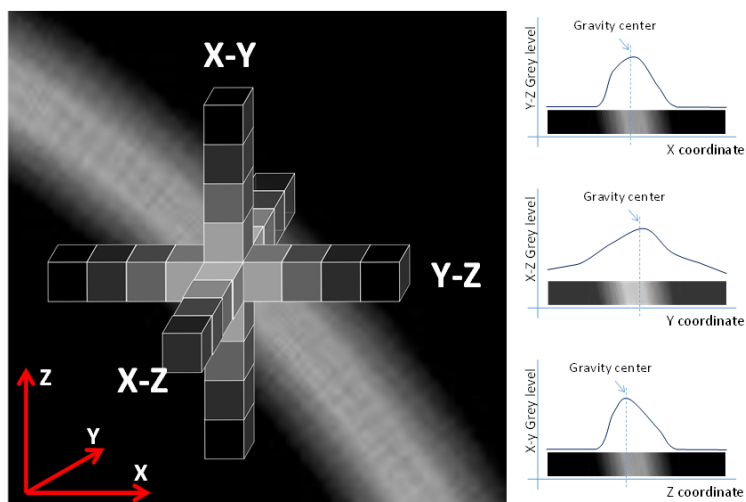 X-Y
Y-Z
X-Z
Z
Y
X
Gravity center
Y-Z Grey level
X coordinate
Gravity center
X-Z Grey level
Y coordinate
Gravity center
X-y Grey level
Z coordinate